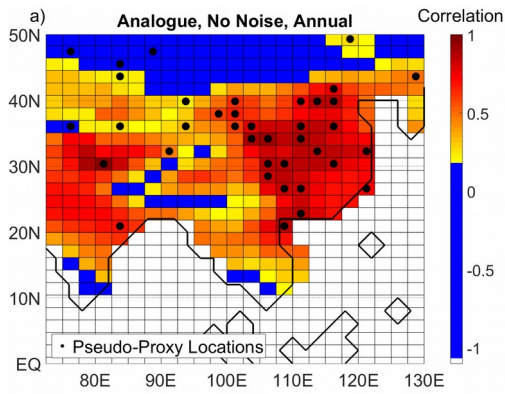 a)
Analogue, No Noise, Annual
Correlation
50N
40N
30N
20N
10N
EQ
80E 90E 100E 110E 120E 130E
• Pseudo-Proxy Locations
1
0.5
0
-0.5
-1